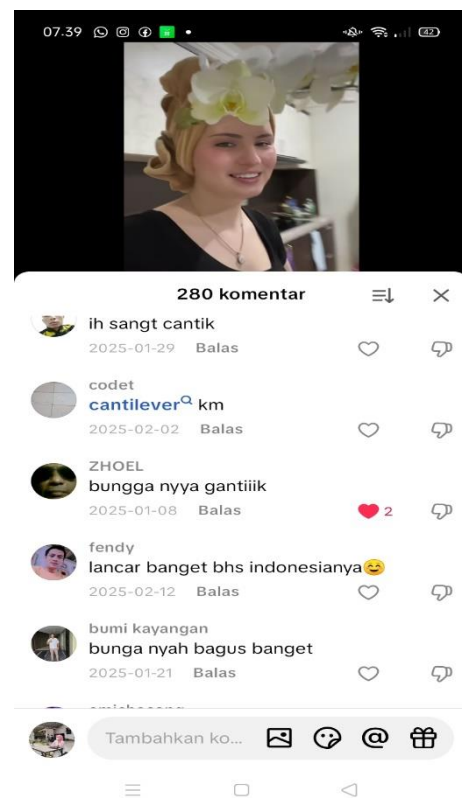 07.39
42
280 komentar
ih sangt cantik
2025-01-29 Balas
codet
cantilever km
2025-02-02 Balas
ZHOEL
bungga nyya gantiiik
2025-01-08 Balas 2
fendy
lancar banget bhs indonesianya😊
2025-02-12 Balas
bumi kayangan
bunga nyah bagus banget
2025-01-21 Balas
Tambahkan ko...